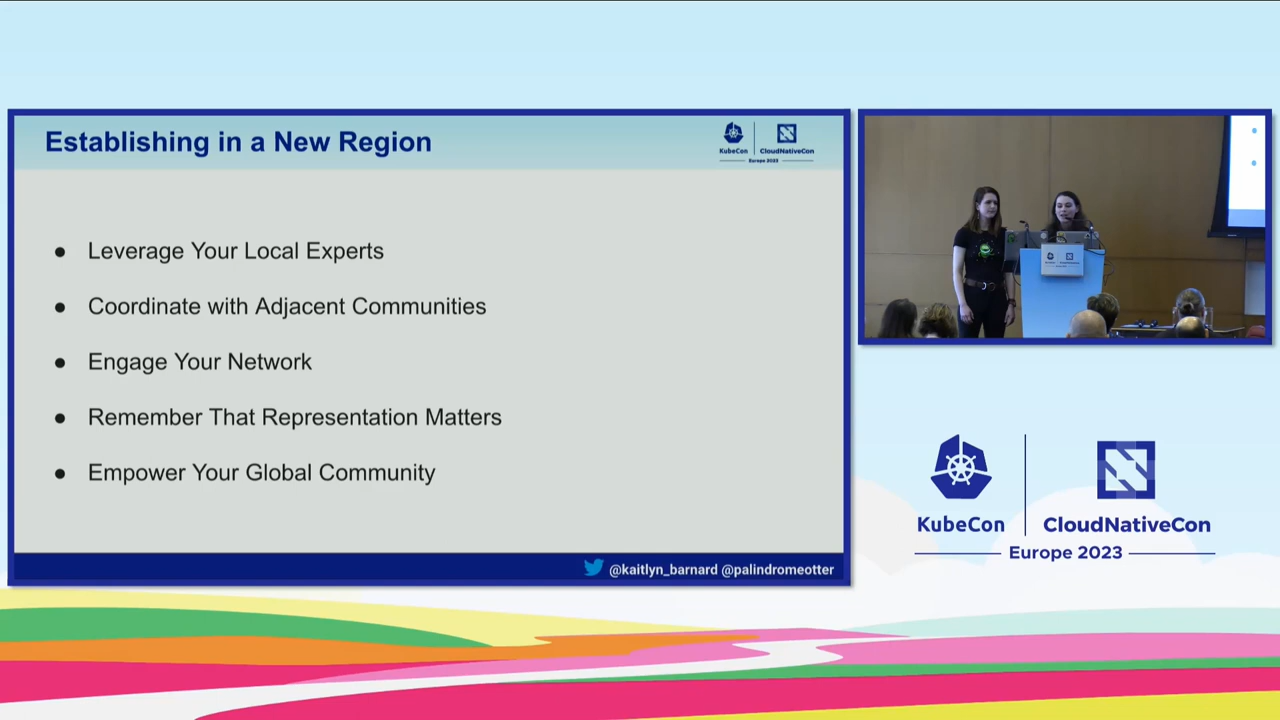 Establishing in a New Region
KubeCon
CloudNativeCon
Europe 2023
● Leverage Your Local Experts
● Coordinate with Adjacent Communities
● Engage Your Network
● Remember That Representation Matters
● Empower Your Global Community
@kaitlyn_barnard @palindromeotter
KubeCon
CloudNativeCon
Europe 2023